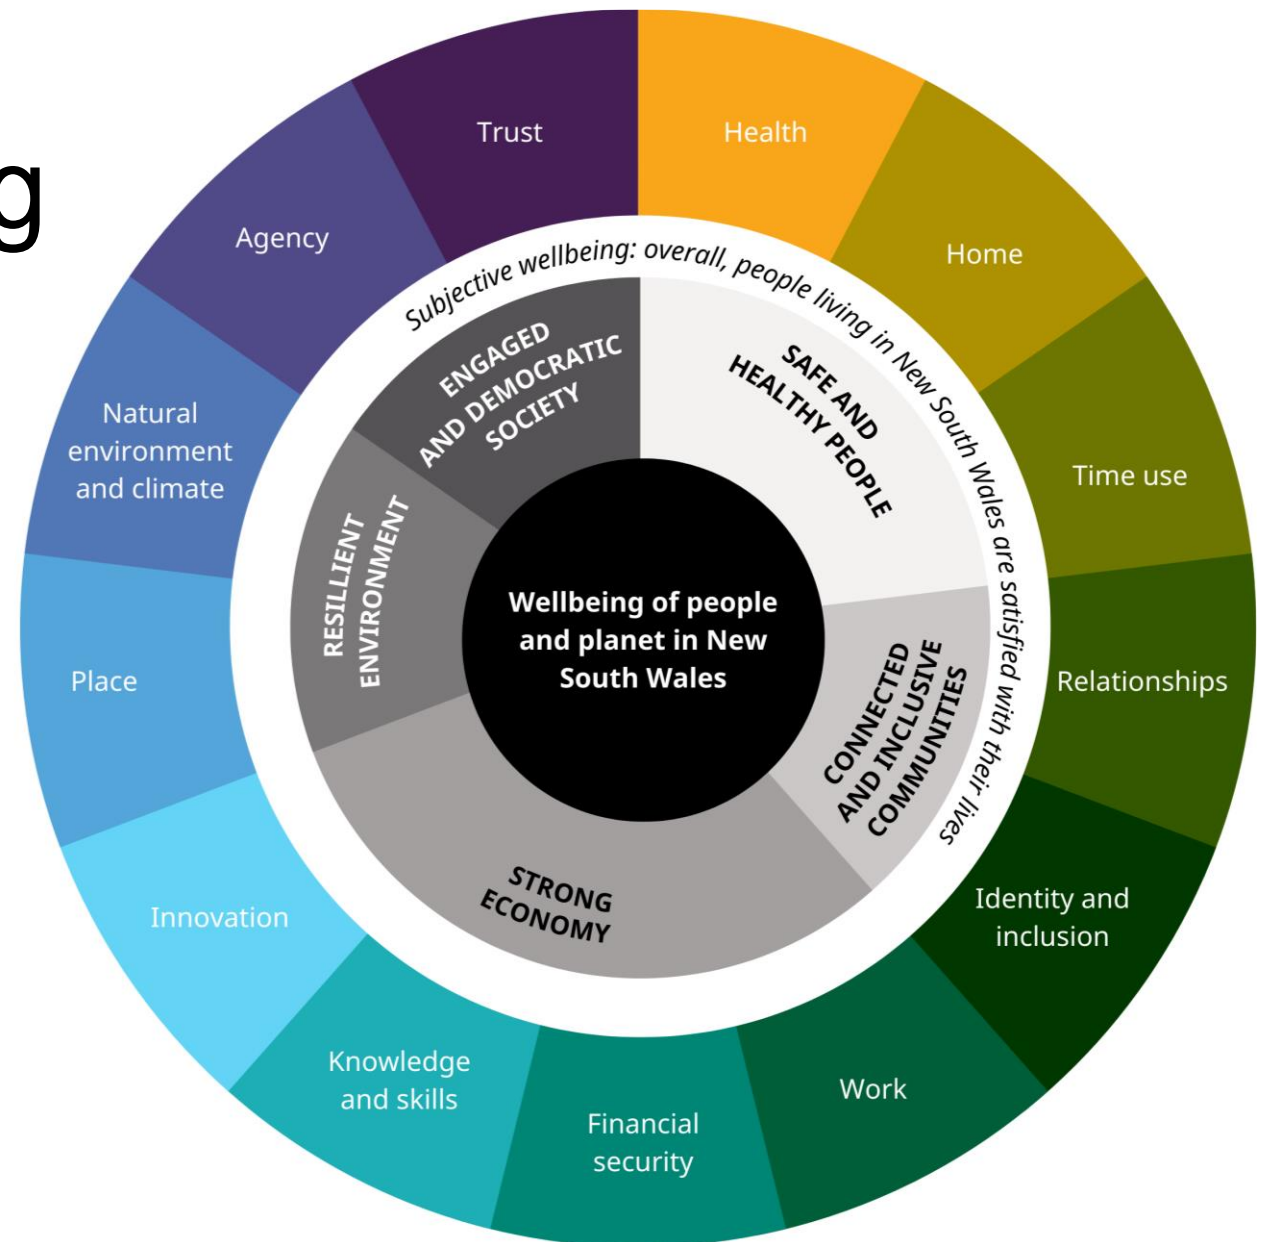 g
Trust
Health
Agency
Home
Subjective wellbeing: overall, people living in New South Wales are satisfied with their lives
ENGAGED
AND DEMOCRATIC
SOCIETY
SAFE AND
HEALTHY PEOPLE
Natural
environment
and climate
Time use
RESILLIENT
ENVIRONMENT
Wellbeing of people
and planet in New
South Wales
CONNECTED
AND INCLUSIVE
COMMUNITIES
Place
Relationships
STRONG
ECONOMY
Innovation
Identity and
inclusion
Knowledge
and skills
Work
Financial
security